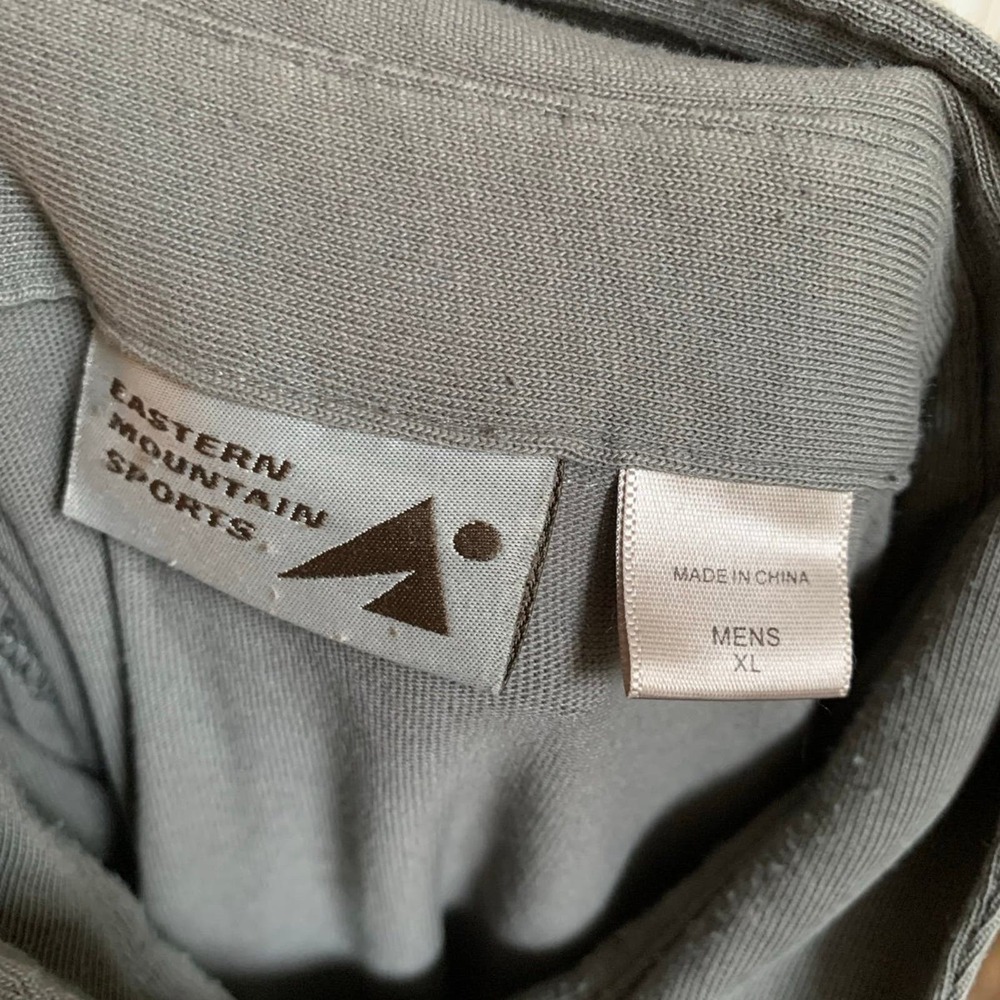 EASTERN
MOUNTAIN
SPORTS
MADE IN CHINA
MENS
XL